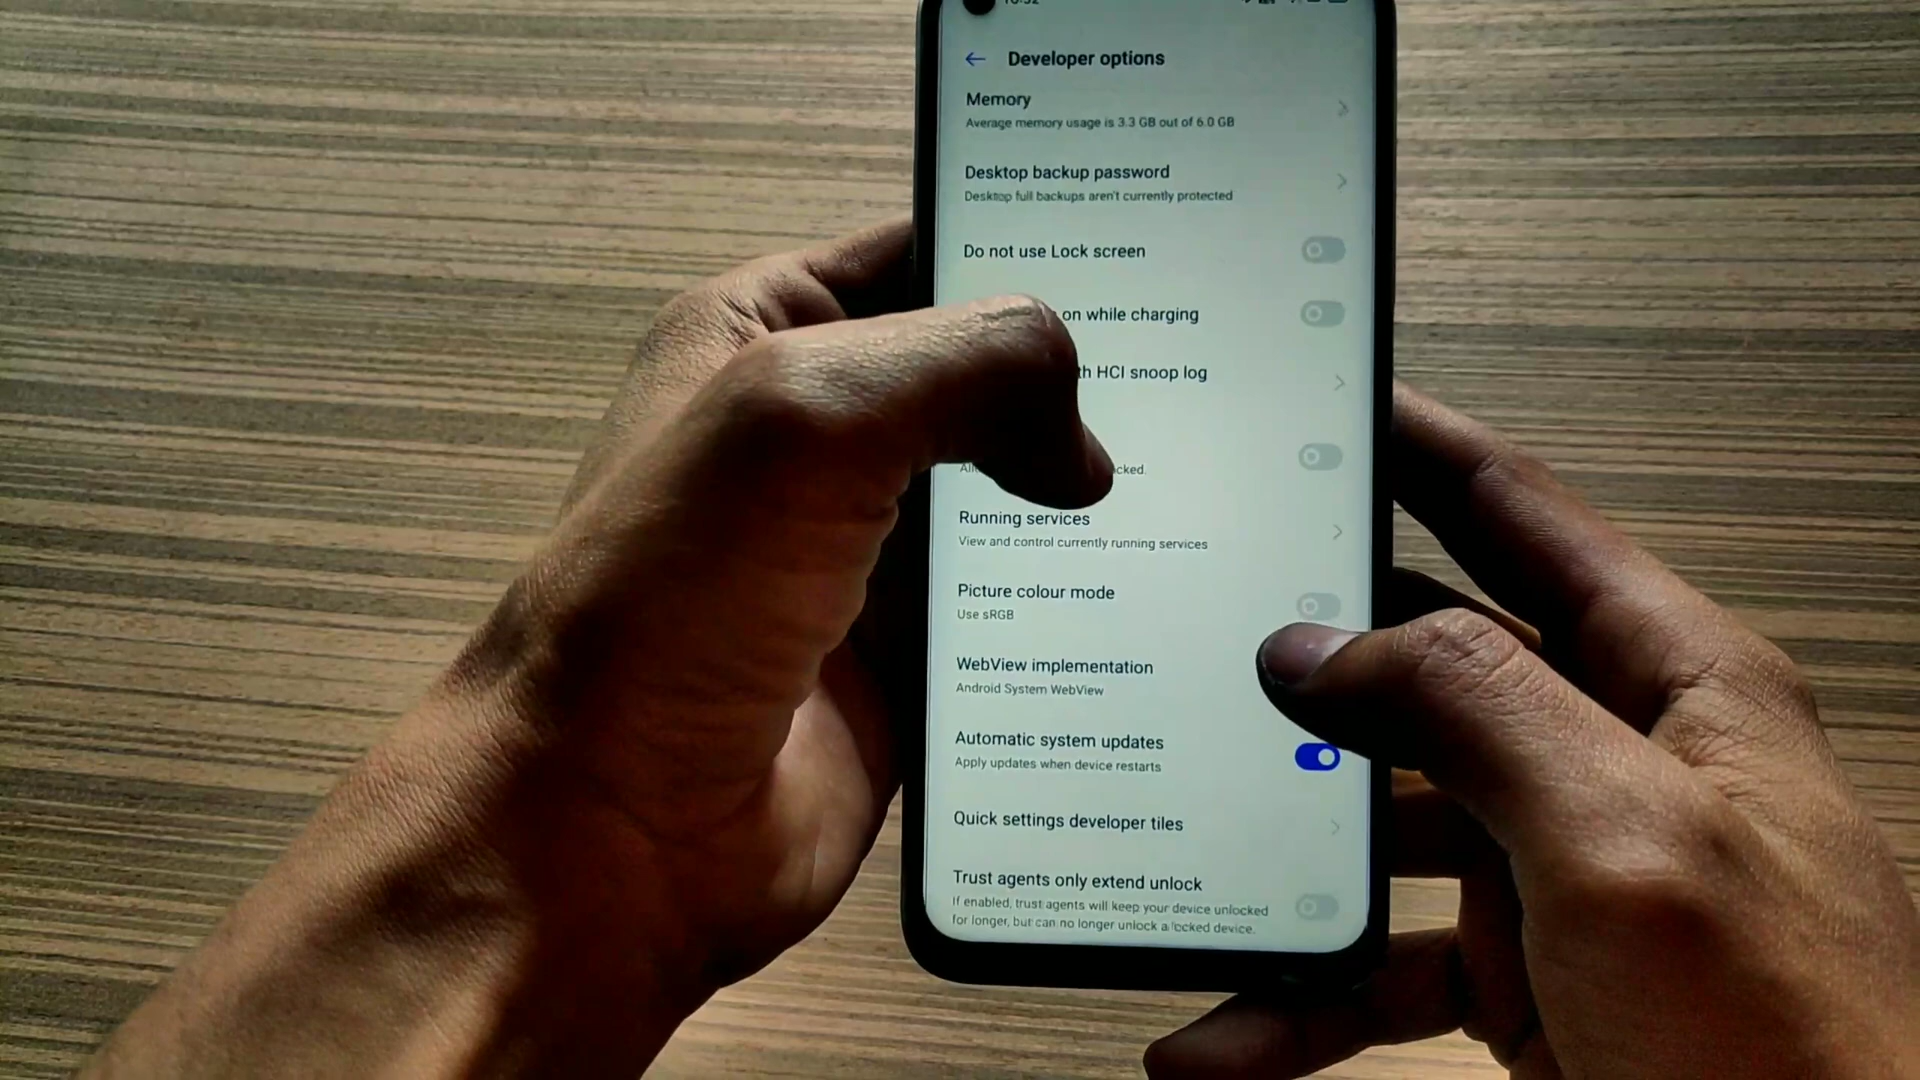 Developer options
Memory
Average memory usage is 3.3 GB out of 6.0 GB
Desktop backup password
Desktop full backups aren't currently protected
Do not use Lock screen
on while charging
HCI snoop log
Running services
View and control currently running services
Picture colour mode
Use sRGB
WebView implementation
Android System WebView
Automatic system updates
Apply updates when device restarts
Quick settings developer tiles
Trust agents only extend unlock
If enabled, trust agents will keep your device unlocked
for longer, but can no longer unlock a locked device.